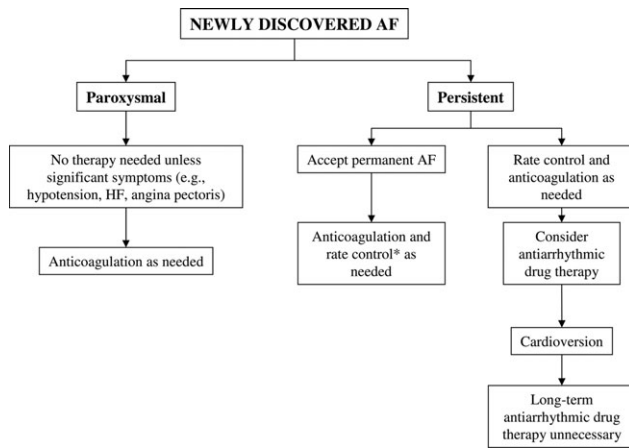 NEWLY DISCOVERED AF
Paroxysmal
Persistent
No therapy needed unless
significant symptoms (e.g.,
hypotension, HF, angina pectoris)
Anticoagulation as needed
Accept permanent AF
Anticoagulation and
rate control* as
needed
Rate control and
anticoagulation as
needed
Consider
antiarrhythmic
drug therapy
Cardioversion
Long-term
antiarrhythmic drug
therapy unnecessary